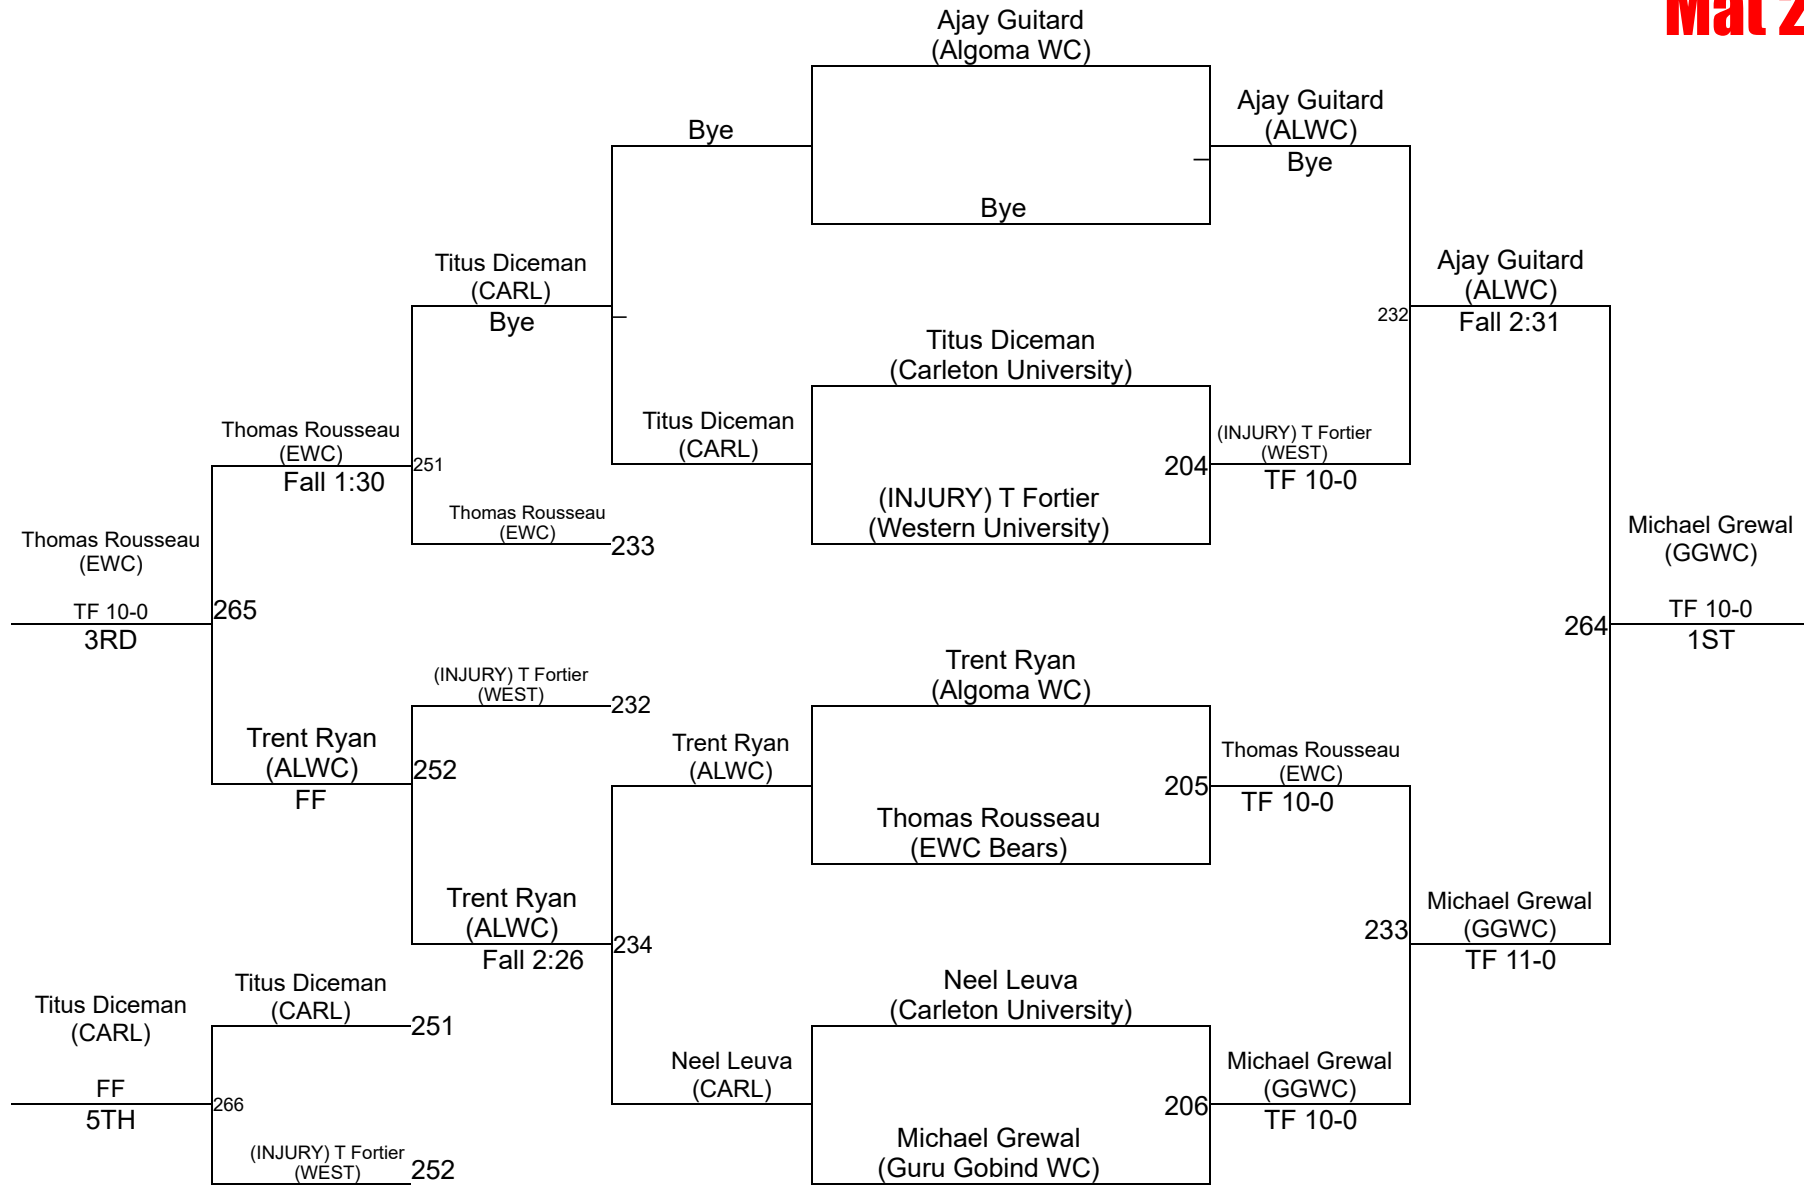 Mat 2
Ajay Guitard
(Algoma WC)
Bye
Ajay Guitard
(ALWC)
Bye
Bye
Titus Diceman
(CARL)
Bye
Ajay Guitard
(ALWC)
Fall 2:31
232
Titus Diceman
(Carleton University)
Titus Diceman
(CARL)
204
(INJURY) T Fortier
(WEST)
TF 10-0
(INJURY) T Fortier
(Western University)
Thomas Rousseau
(EWC)
Fall 1:30
251
Thomas Rousseau
(EWC)
233
Thomas Rousseau
(EWC)
TF 10-0
3RD
265
Michael Grewal
(GGWC)
TF 10-0
1ST
264
(INJURY) T Fortier
(WEST)
232
Trent Ryan
(Algoma WC)
Trent Ryan
(ALWC)
FF
252
Trent Ryan
(ALWC)
205
Thomas Rousseau
(EWC)
TF 10-0
Thomas Rousseau
(EWC Bears)
Trent Ryan
(ALWC)
Fall 2:26
234
233
Michael Grewal
(GGWC)
TF 11-0
Neel Leuva
(Carleton University)
Titus Diceman
(CARL)
251
Titus Diceman
(CARL)
FF
5TH
266
Neel Leuva
(CARL)
206
Michael Grewal
(GGWC)
TF 10-0
Michael Grewal
(Guru Gobind WC)
(INJURY) T Fortier
(WEST)
252